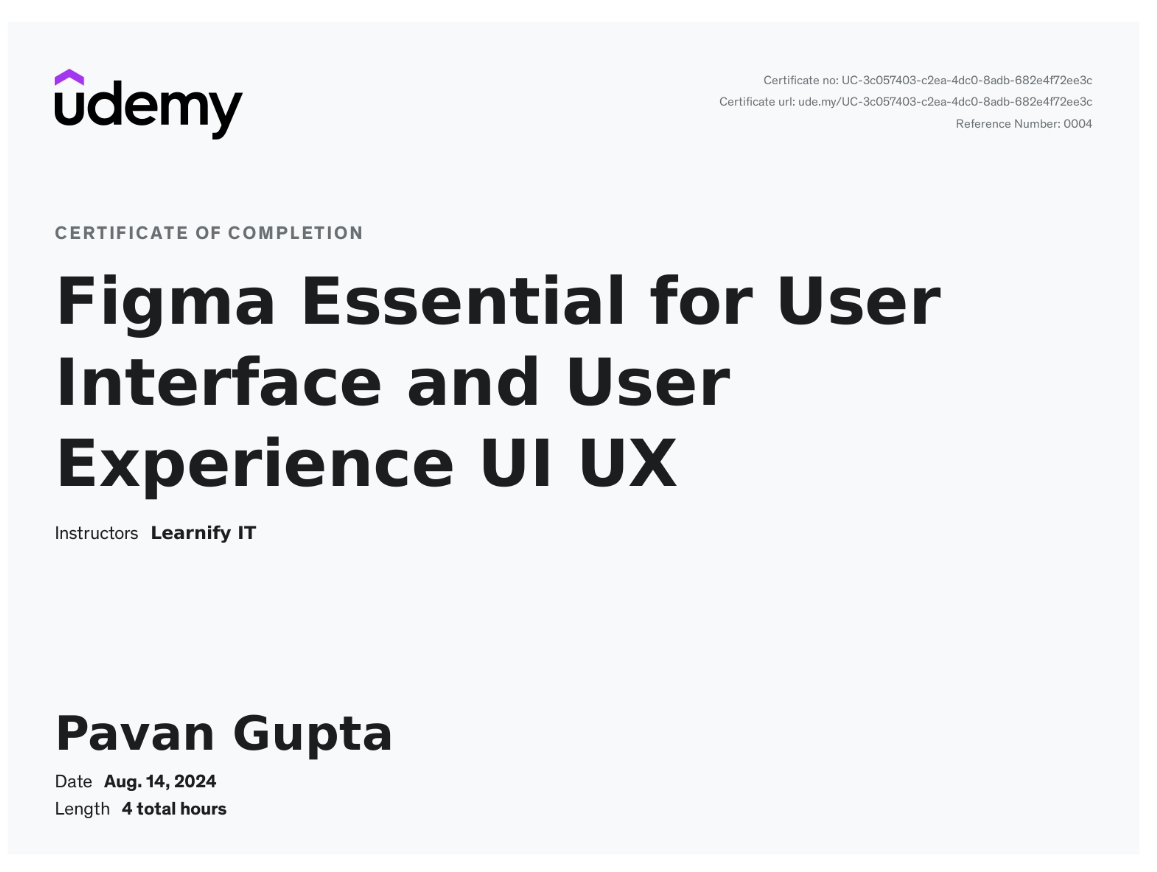 udemy
Certificate no: UC-3c057403-c2ea-4dc0-8adb-682e4f72ee3c
Certificate url: ude.my/UC-3c057403-c2ea-4dc0-8adb-682e4f72ee3c
Reference Number: 0004
CERTIFICATE OF COMPLETION
Figma Essential for User
Interface and User
Experience UI UX
Instructors Learnify IT
Pavan Gupta
Date Aug. 14, 2024
Length 4 total hours